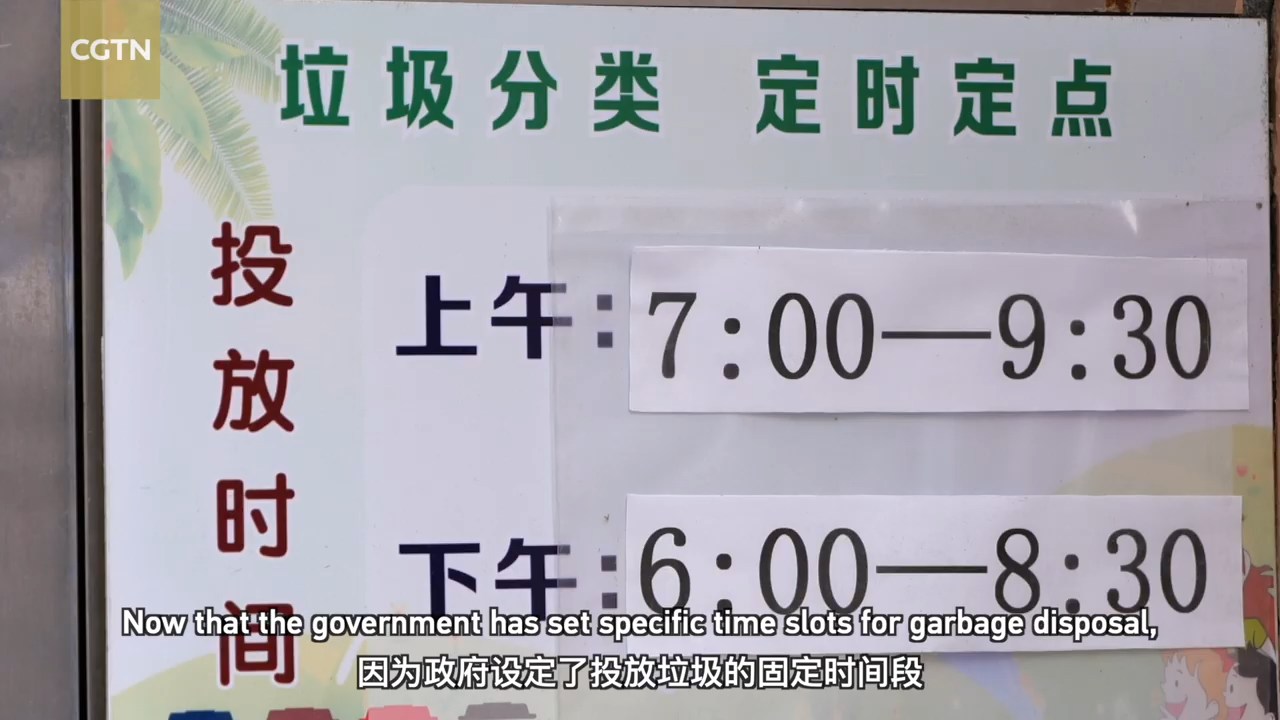 CGTN
垃圾分类 定时定点
投放时间
上午：7:00—9:30
下午：6:00—8:30
Now that the government has set specific time slots for garbage disposal,
因为政府设定了投放垃圾的固定时间段